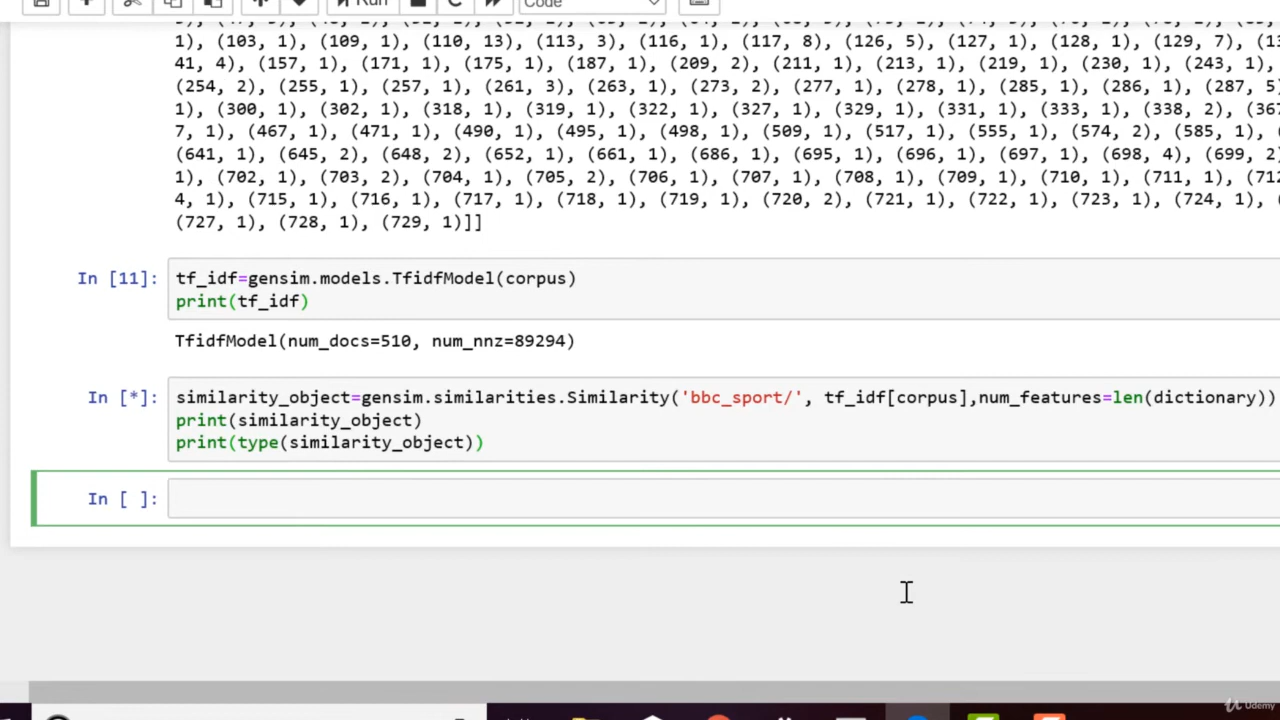 Run Code
1), (103, 1), (109, 1), (110, 13), (113, 3), (116, 1), (117, 8), (126, 5), (127, 1), (128, 1), (129, 7), (13
41, 4), (157, 1), (171, 1), (175, 1), (187, 1), (209, 2), (211, 1), (213, 1), (219, 1), (230, 1), (243, 1),
(254, 2), (255, 1), (257, 1), (261, 3), (263, 1), (273, 2), (277, 1), (278, 1), (285, 1), (286, 1), (287, 5
1), (300, 1), (302, 1), (318, 1), (319, 1), (322, 1), (327, 1), (329, 1), (331, 1), (333, 1), (338, 2), (367
7, 1), (467, 1), (471, 1), (490, 1), (495, 1), (498, 1), (509, 1), (517, 1), (555, 1), (574, 2), (585, 1),
(641, 1), (645, 2), (648, 2), (652, 1), (661, 1), (686, 1), (695, 1), (696, 1), (697, 1), (698, 4), (699, 2
1), (702, 1), (703, 2), (704, 1), (705, 2), (706, 1), (707, 1), (708, 1), (709, 1), (710, 1), (711, 1), (712
4, 1), (715, 1), (716, 1), (717, 1), (718, 1), (719, 1), (720, 2), (721, 1), (722, 1), (723, 1), (724, 1),
(727, 1), (728, 1), (729, 1)]]
In [11]: tf_idf=gensim.models.TfidfModel(corpus)
print(tf_idf)
TfidfModel(num_docs=510, num_nnz=89294)
In [*]: similarity_object=gensim.similarities.Similarity('bbc_sport/', tf_idf[corpus],num_features=len(dictionary))
print(similarity_object)
print(type(similarity_object))
In [ ]:
Udemy